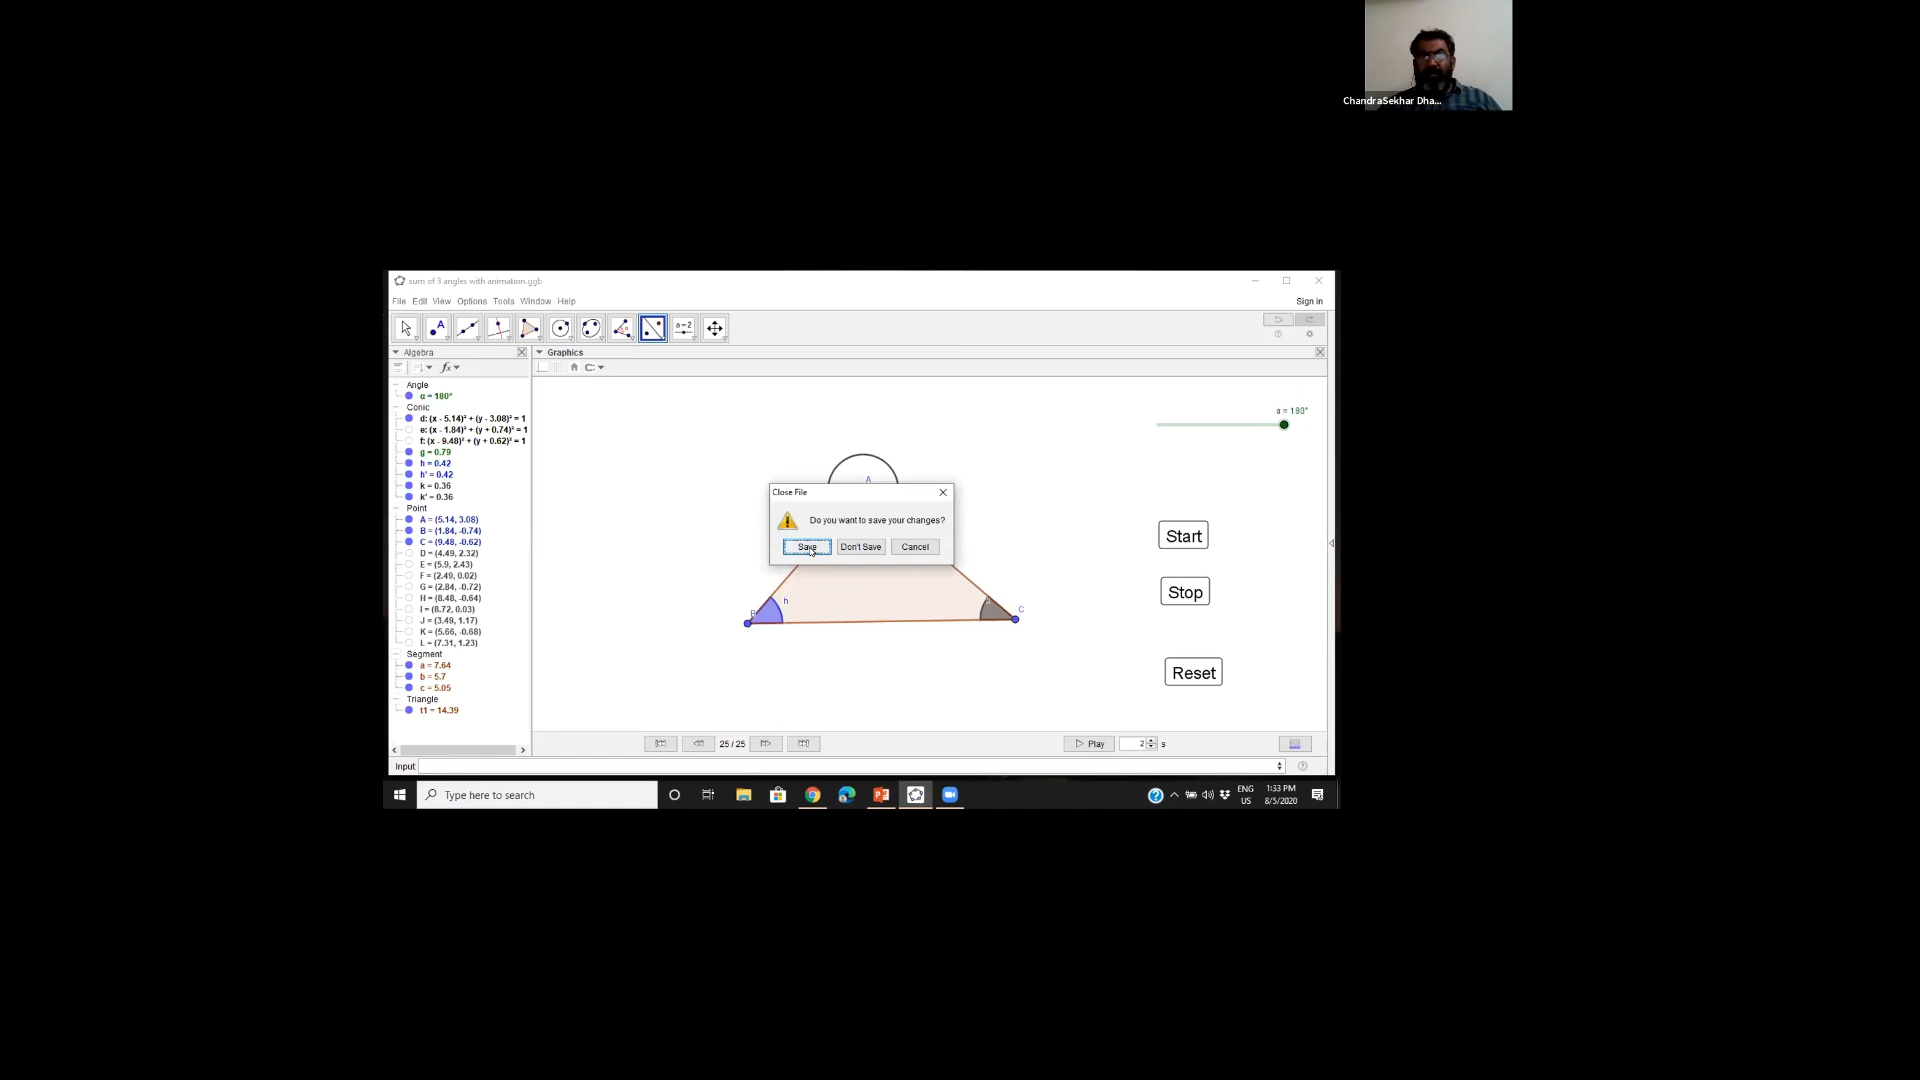 ChandraSekhar Dha...
sum of 3 angles with animation.ggb
File Edit View Options Tools Window Help
Sign in
A
a=2
Algebra
Graphics
fx
Angle
α = 180°
Conic
d: (x - 5.14)² + (y - 3.08)² = 1
e: (x - 1.84)² + (y + 0.74)² = 1
f: (x - 9.48)² + (y + 0.62)² = 1
g = 0.79
h = 0.42
h' = 0.42
k = 0.36
k' = 0.36
Point
A = (5.14, 3.08)
B = (1.84, -0.74)
C = (9.48, -0.62)
D = (4.49, 2.32)
E = (5.9, 2.43)
F = (2.49, 0.02)
G = (2.84, -0.72)
H = (8.48, -0.64)
I = (8.72, 0.03)
J = (3.49, 1.17)
K = (5.66, -0.68)
L = (7.31, 1.23)
Segment
a = 7.64
b = 5.7
c = 5.05
Triangle
t1 = 14.39
α = 180°
A
Close File
Do you want to save your changes?
Save Don't Save Cancel
B
h
C
Start
Stop
Reset
25 / 25
Play
2 s
Input:
Type here to search
ENG
US
1:33 PM
8/5/2020